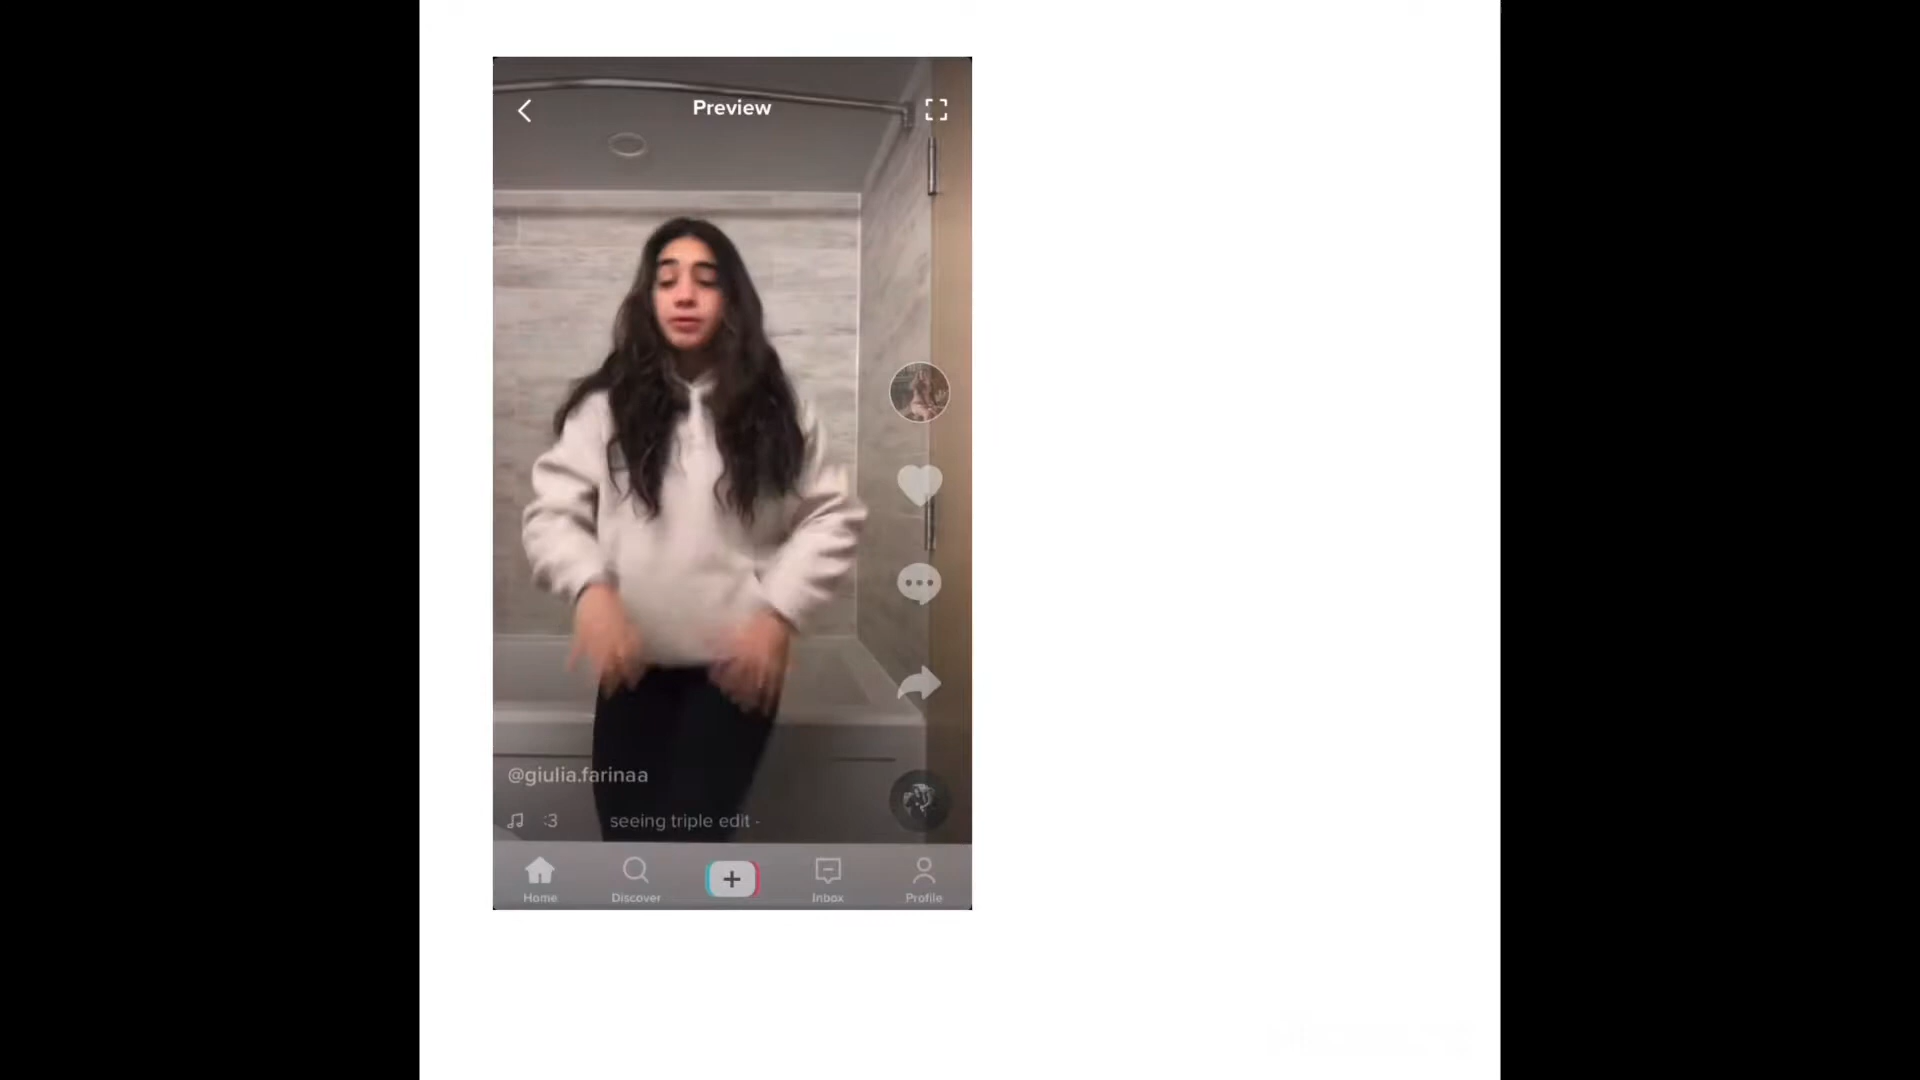 Preview
@giulia.farinaa
:3 seeing triple edit -
Home Discover Inbox Profile